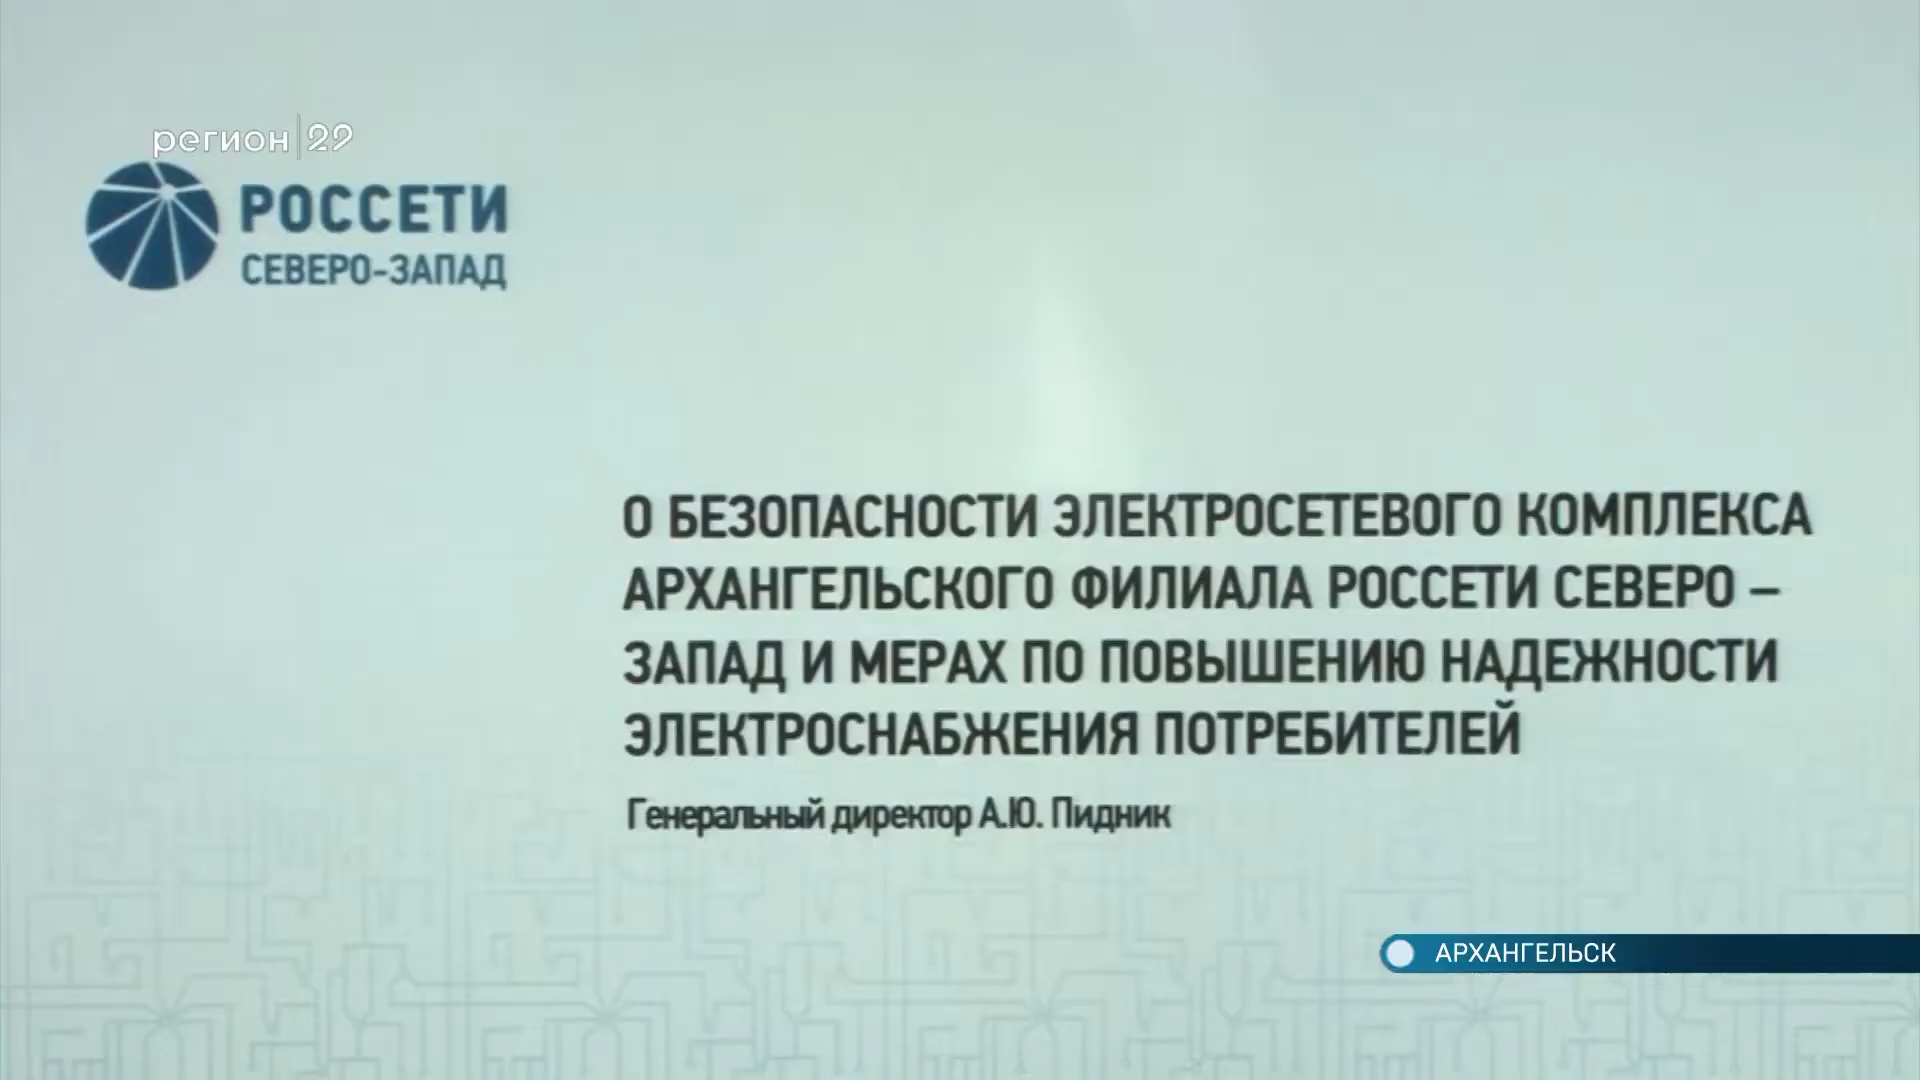 регион|29
РОССЕТИ
СЕВЕРО-ЗАПАД
О БЕЗОПАСНОСТИ ЭЛЕКТРОСЕТЕВОГО КОМПЛЕКСА
АРХАНГЕЛЬСКОГО ФИЛИАЛА РОССЕТИ СЕВЕРО –
ЗАПАД И МЕРАХ ПО ПОВЫШЕНИЮ НАДЕЖНОСТИ
ЭЛЕКТРОСНАБЖЕНИЯ ПОТРЕБИТЕЛЕЙ
Генеральный директор А.Ю. Пидник
АРХАНГЕЛЬСК